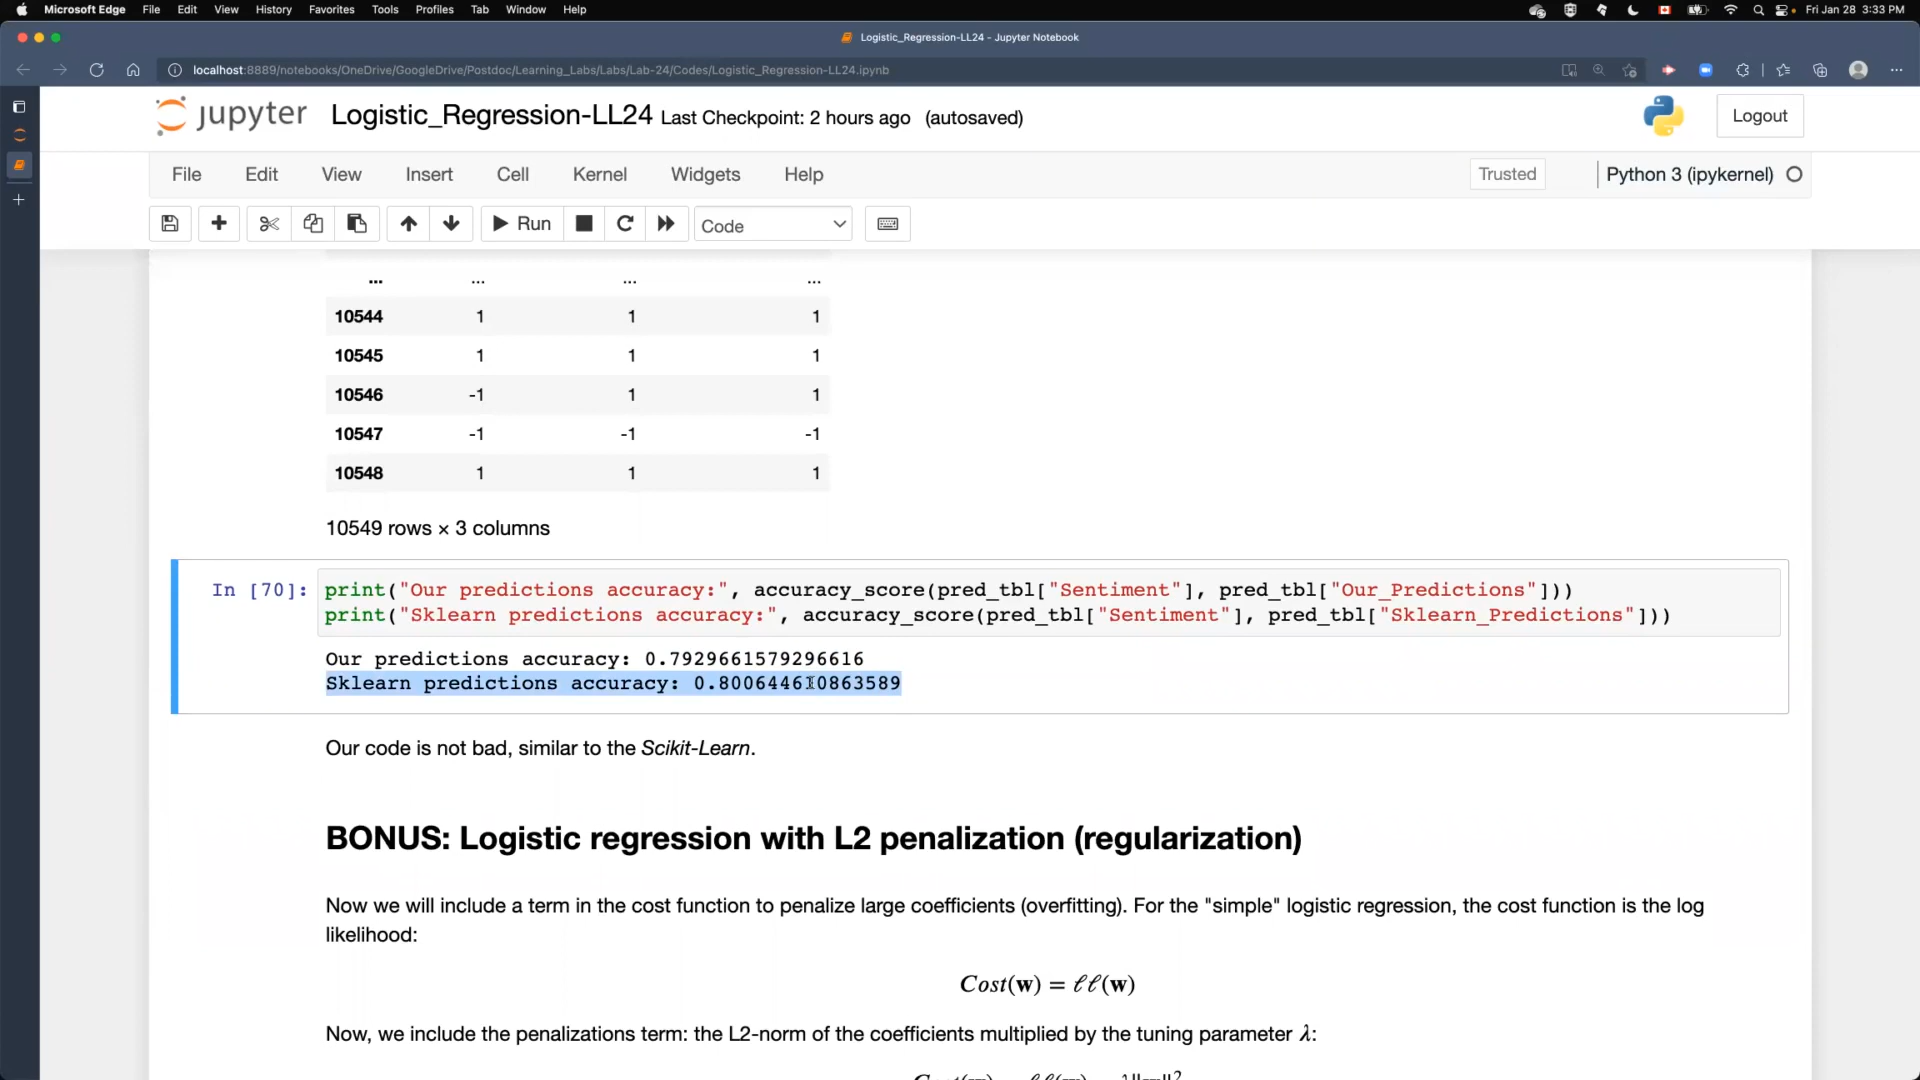 Microsoft Edge File Edit View History Favorites Tools Profiles Tab Window Help Fri Jan 28 3:33 PM
Logistic_Regression-LL24 - Jupyter Notebook
localhost:8889/notebooks/OneDrive/GoogleDrive/Postdoc/Learning_Labs/Labs/Lab-24/Codes/Logistic_Regression-LL24.ipynb
jupyter Logistic_Regression-LL24 Last Checkpoint: 2 hours ago (autosaved) Logout
File Edit View Insert Cell Kernel Widgets Help Trusted Python 3 (ipykernel)
Run Code
... ... ... ...
10544 1 1 1
10545 1 1 1
10546 -1 1 1
10547 -1 -1 -1
10548 1 1 1
10549 rows × 3 columns
In [70]: print("Our predictions accuracy:", accuracy_score(pred_tbl["Sentiment"], pred_tbl["Our_Predictions"]))
print("Sklearn predictions accuracy:", accuracy_score(pred_tbl["Sentiment"], pred_tbl["Sklearn_Predictions"]))
Our predictions accuracy: 0.7929661579296616
Sklearn predictions accuracy:
Our code is not bad, similar to the Scikit-Learn.
BONUS: Logistic regression with L2 penalization (regularization)
Now we will include a term in the cost function to penalize large coefficients (overfitting). For the "simple" logistic regression, the cost function is the log
likelihood:
Cost(w) = ℓℓ(w)
Now, we include the penalizations term: the L2-norm of the coefficients multiplied by the tuning parameter λ: